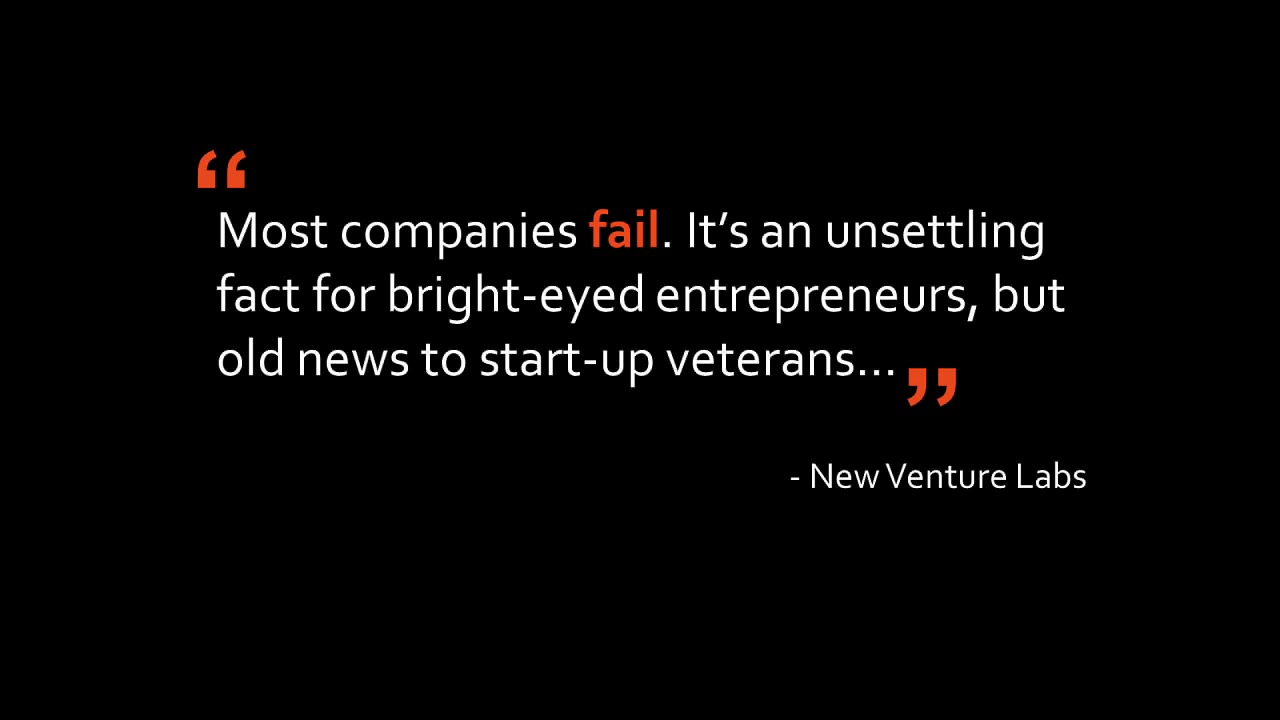 “
Most companies fail. It’s an unsettling
fact for bright-eyed entrepreneurs, but
old news to start-up veterans... ”
- New Venture Labs